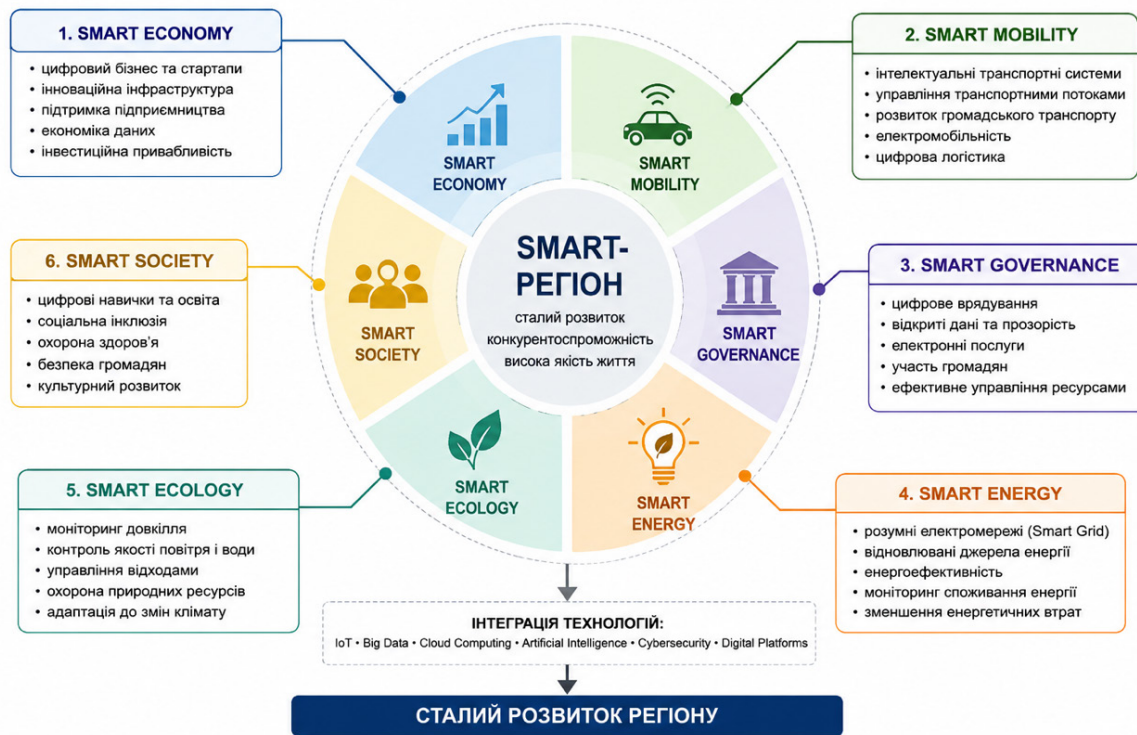 1. SMART ECONOMY
• цифровий бізнес та стартапи
• інноваційна інфраструктура
• підтримка підприємництва
• економіка даних
• інвестиційна привабливість
2. SMART MOBILITY
• інтелектуальні транспортні системи
• управління транспортними потоками
• розвиток громадського транспорту
• електромобільність
• цифрова логістика
SMART
ECONOMY
SMART
MOBILITY
6. SMART SOCIETY
• цифрові навички та освіта
• соціальна інклюзія
• охорона здоров'я
• безпека громадян
• культурний розвиток
SMART
SOCIETY
SMART-
РЕГІОН
сталий розвиток
конкурентоспроможність
висока якість життя
SMART
GOVERNANCE
3. SMART GOVERNANCE
• цифрове врядування
• відкриті дані та прозорість
• електронні послуги
• участь громадян
• ефективне управління ресурсами
5. SMART ECOLOGY
• моніторинг довкілля
• контроль якості повітря і води
• управління відходами
• охорона природних ресурсів
• адаптація до змін клімату
SMART
ECOLOGY
SMART
ENERGY
4. SMART ENERGY
• розумні електромережі (Smart Grid)
• відновлювані джерела енергії
• енергоефективність
• моніторинг споживання енергії
• зменшення енергетичних втрат
ІНТЕГРАЦІЯ ТЕХНОЛОГІЙ:
IoT • Big Data • Cloud Computing • Artificial Intelligence • Cybersecurity • Digital Platforms
СТАЛИЙ РОЗВИТОК РЕГІОНУ